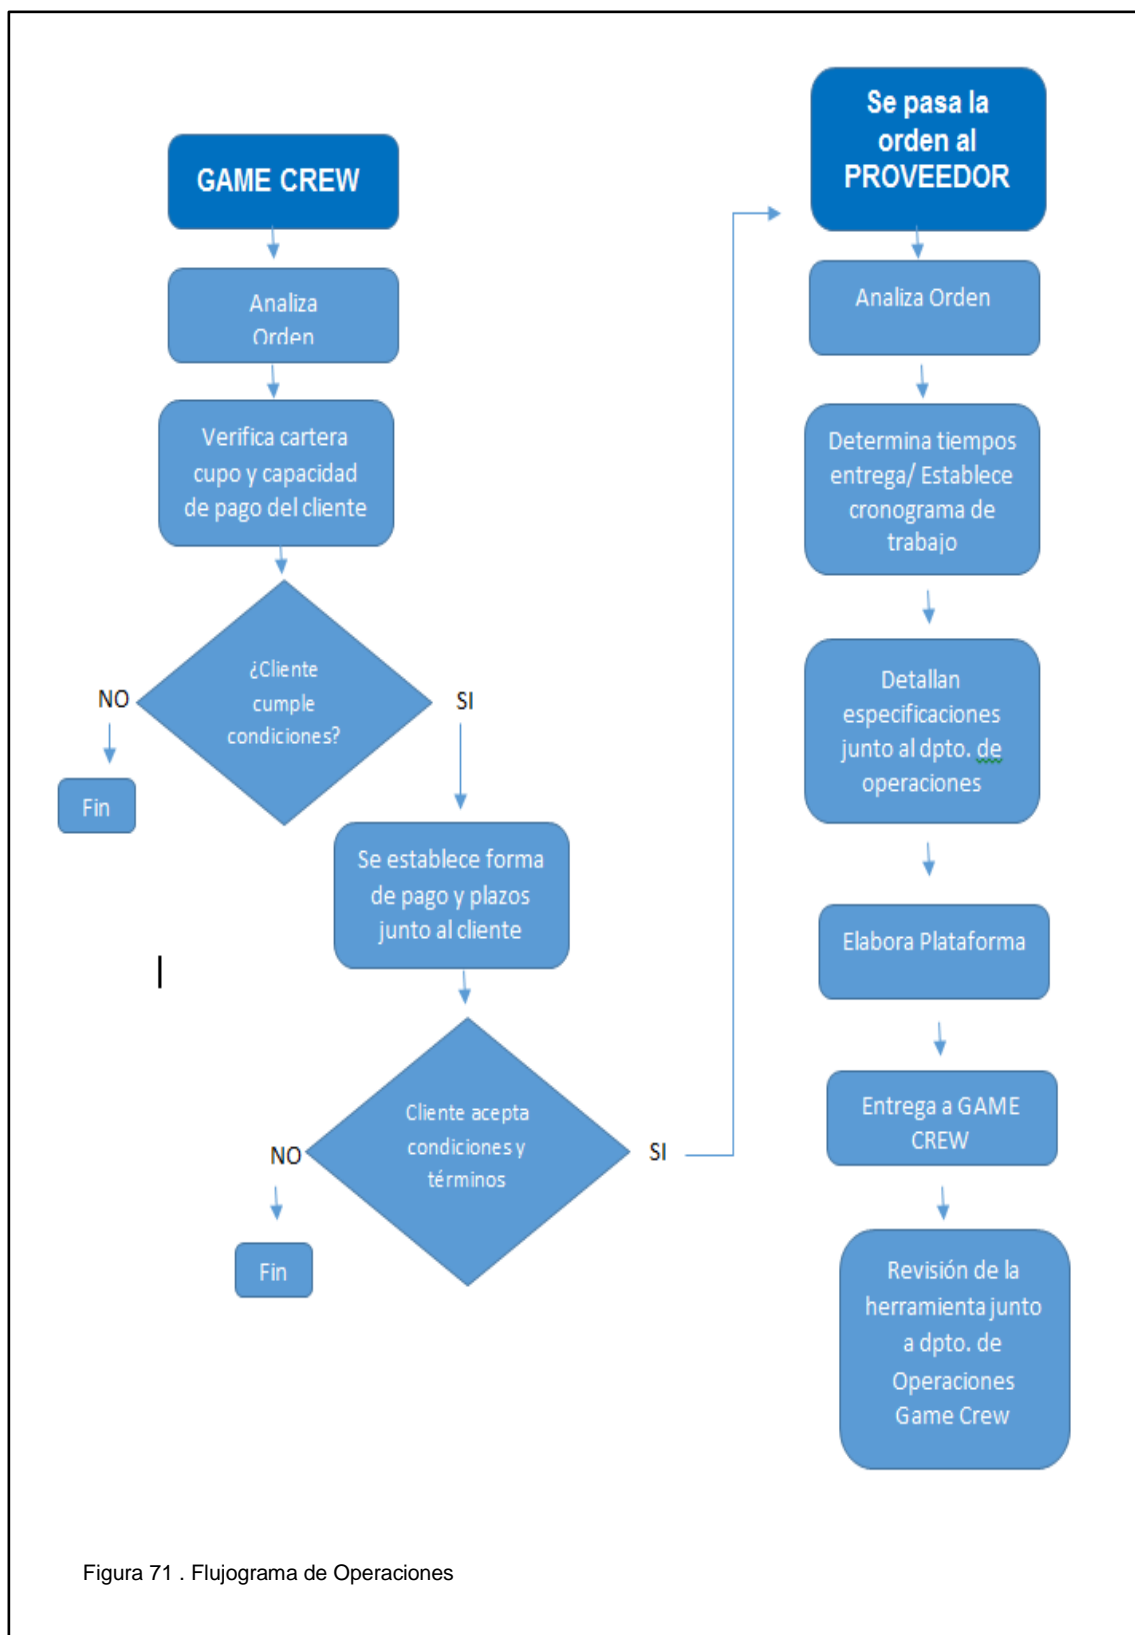 GAME CREW
Analiza
Orden
Verifica cartera
cupo y capacidad
de pago del cliente
¿Cliente
cumple
condiciones?
NO
SI
Fin
Se establece forma
de pago y plazos
junto al cliente
Cliente acepta
condiciones y
términos
NO
SI
Fin
Se pasa la
orden al
PROVEEDOR
Analiza Orden
Determina tiempos
entrega/ Establece
cronograma de
trabajo
Detallan
especificaciones
junto al dpto. de
operaciones
Elabora Plataforma
Entrega a GAME
CREW
Revisión de la
herramienta junto
a dpto. de
Operaciones
Game Crew
Figura 71 . Flujograma de Operaciones